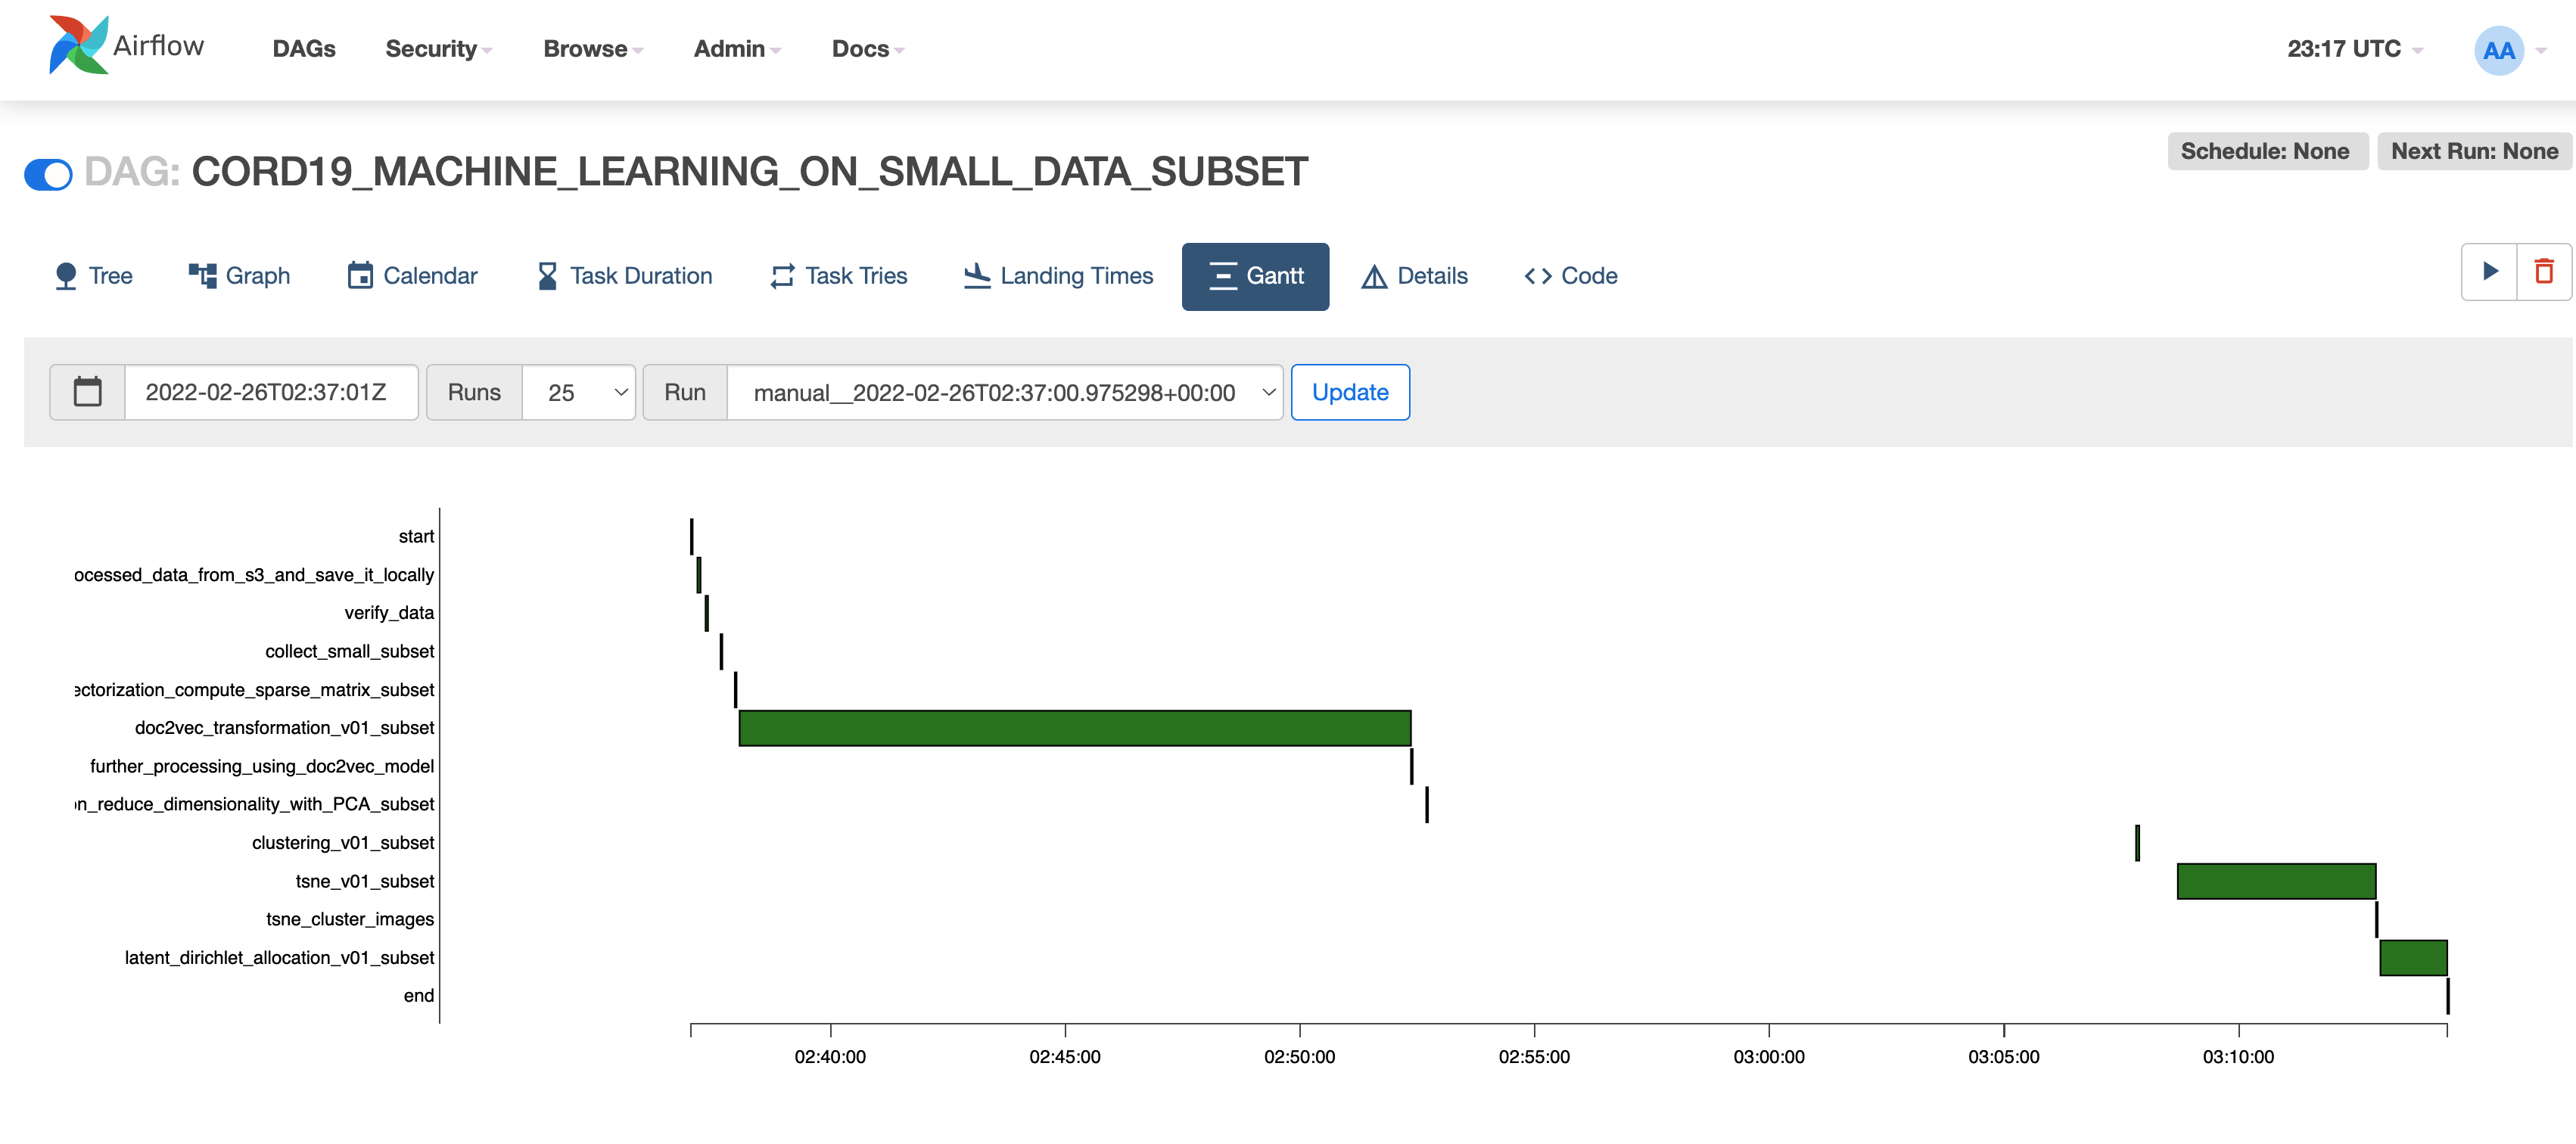 Airflow DAGs Security Browse Admin Docs 23:17 UTC AA
Schedule: None Next Run: None
DAG: CORD19_MACHINE_LEARNING_ON_SMALL_DATA_SUBSET
Tree Graph Calendar Task Duration Task Tries Landing Times Gantt Details Code
2022-02-26T02:37:01Z Runs 25 Run manual__2022-02-26T02:37:00.975298+00:00 Update
start
ocessed_data_from_s3_and_save_it_locally
verify_data
collect_small_subset
ectorization_compute_sparse_matrix_subset
doc2vec_transformation_v01_subset
further_processing_using_doc2vec_model
on_reduce_dimensionality_with_PCA_subset
clustering_v01_subset
tsne_v01_subset
tsne_cluster_images
latent_dirichlet_allocation_v01_subset
end
02:40:00 02:45:00 02:50:00 02:55:00 03:00:00 03:05:00 03:10:00